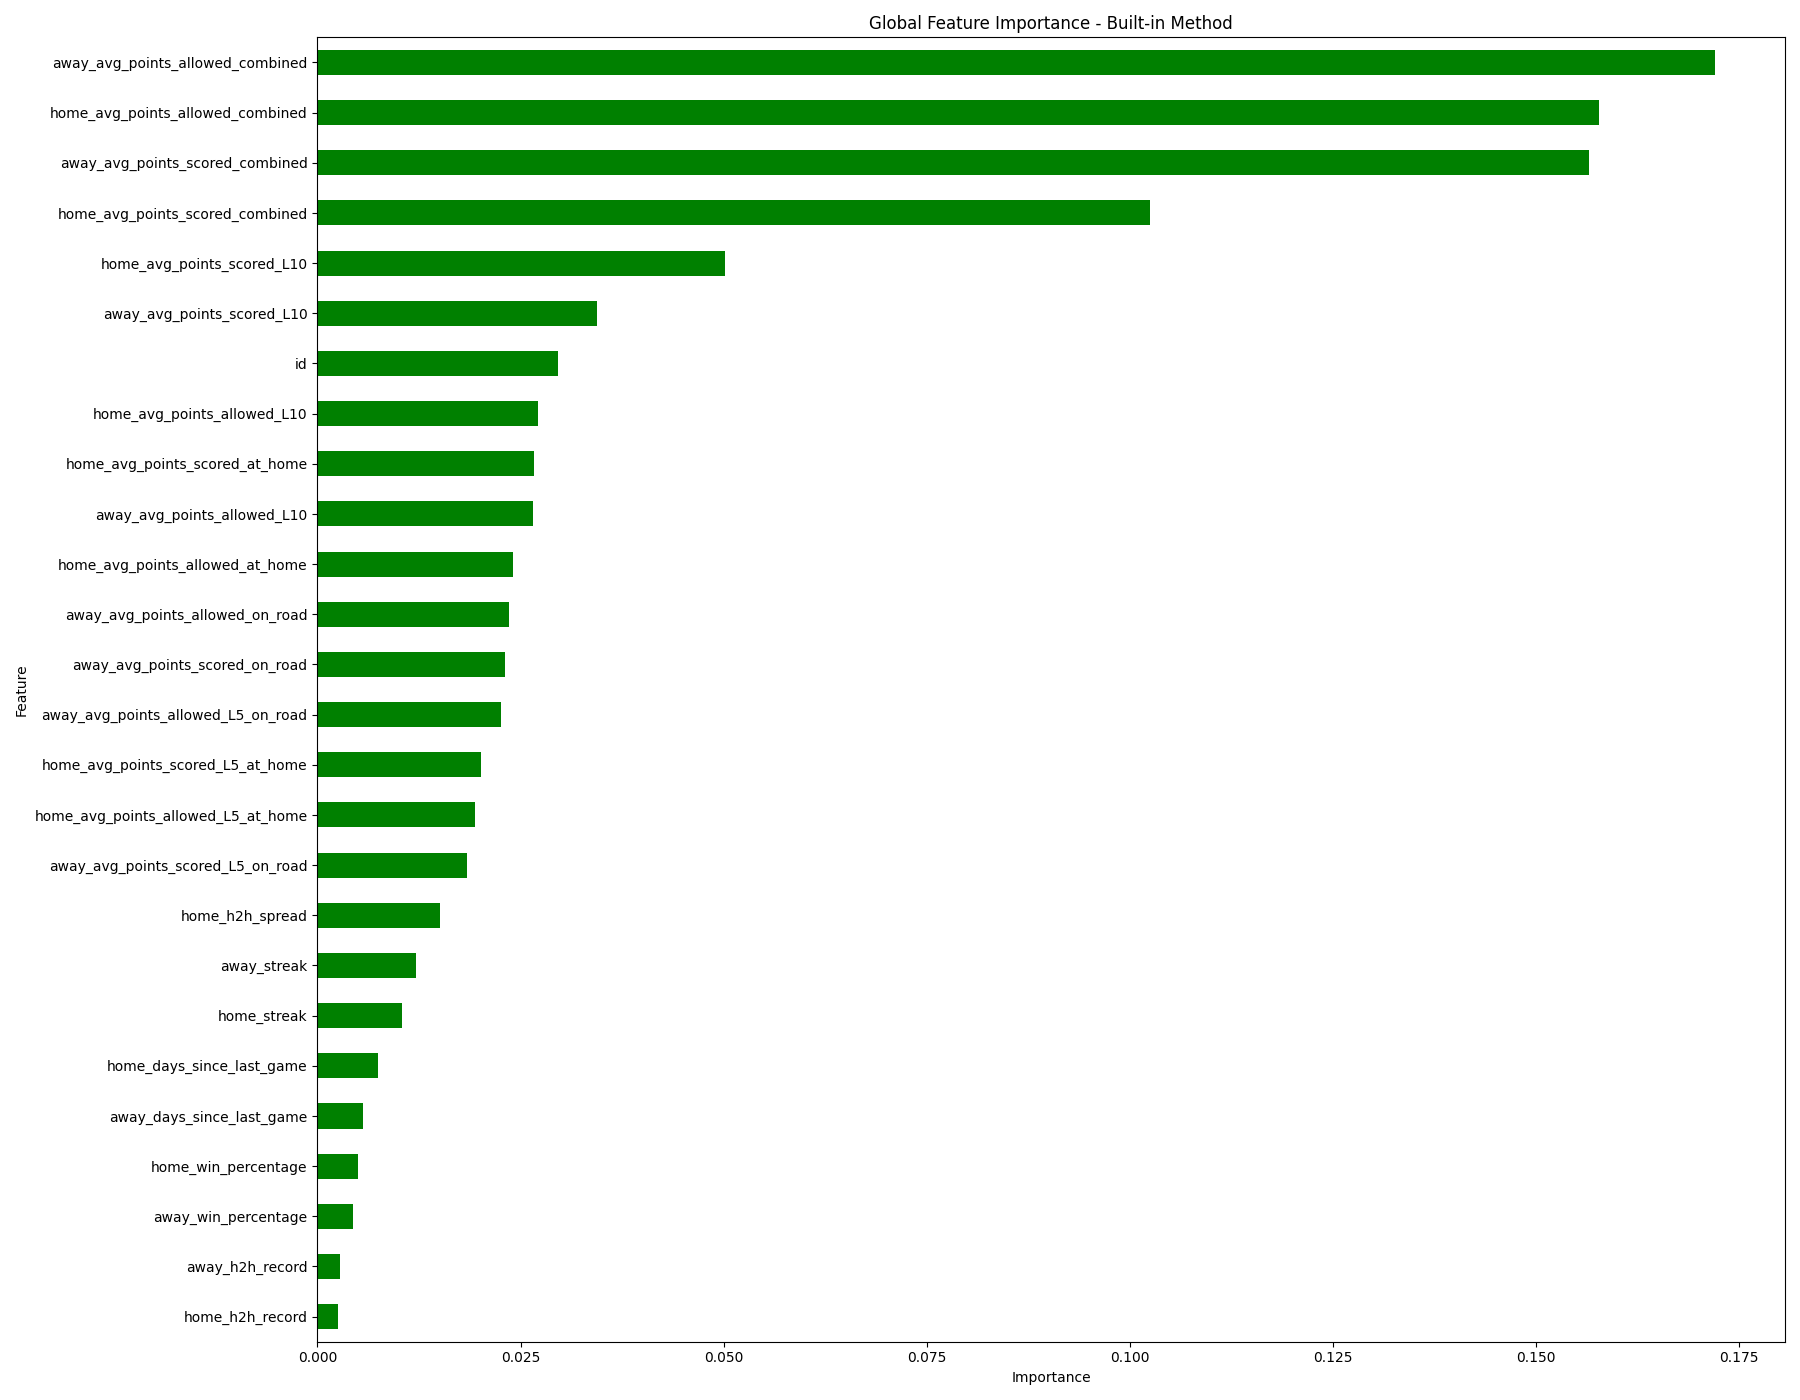 Global Feature Importance - Built-in Method
away_avg_points_allowed_combined
home_avg_points_allowed_combined
away_avg_points_scored_combined
home_avg_points_scored_combined
home_avg_points_scored_L10
away_avg_points_scored_L10
id
home_avg_points_allowed_L10
home_avg_points_scored_at_home
away_avg_points_allowed_L10
home_avg_points_allowed_at_home
away_avg_points_allowed_on_road
away_avg_points_scored_on_road
away_avg_points_allowed_L5_on_road
home_avg_points_scored_L5_at_home
home_avg_points_allowed_L5_at_home
away_avg_points_scored_L5_on_road
home_h2h_spread
away_streak
home_streak
home_days_since_last_game
away_days_since_last_game
home_win_percentage
away_win_percentage
away_h2h_record
home_h2h_record
Feature
0.000 0.025 0.050 0.075 0.100 0.125 0.150 0.175
Importance